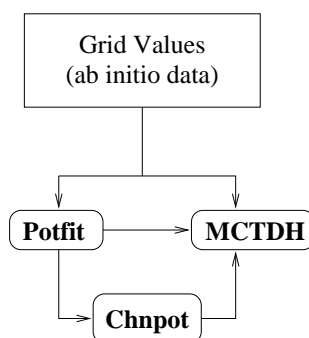 Grid Values
(ab initio data)
Potfit
MCTDH
Chnpot